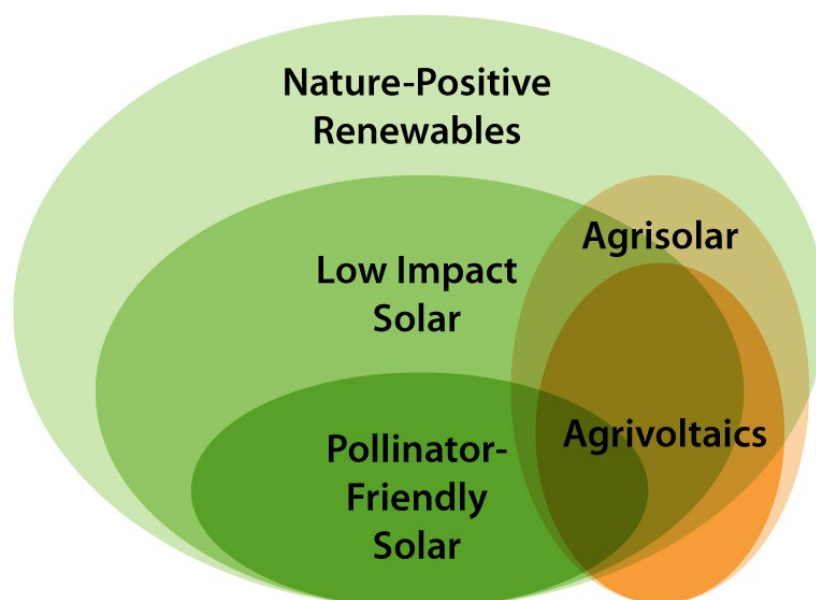 Nature-Positive
Renewables
Agrisolar
Low Impact
Solar
Agrivoltaics
Pollinator-
Friendly
Solar